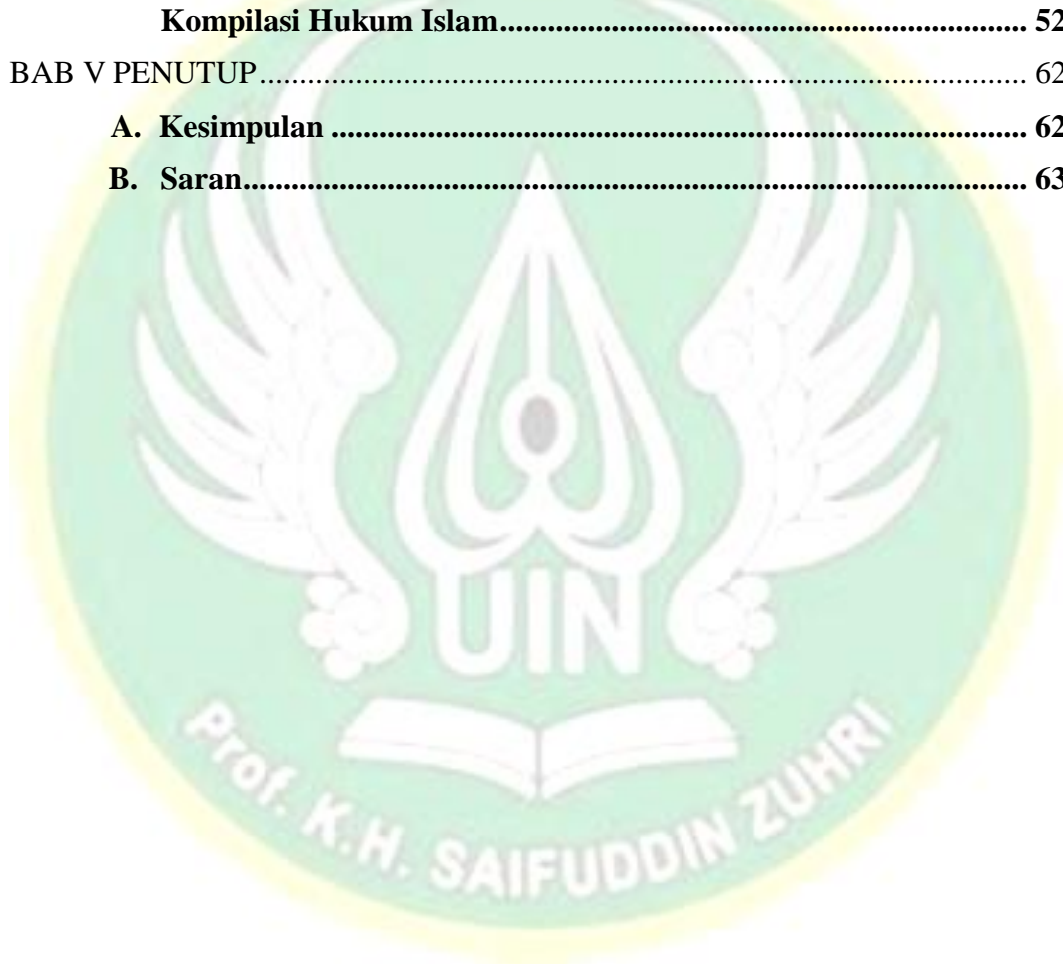 Kompilasi Hukum Islam.................................................................. 52
BAB V PENUTUP................................................................................................. 62
A. Kesimpulan ......................................................................................... 62
B. Saran.................................................................................................... 63
UIN
Prof. K.H. SAIFUDDIN ZUHRI